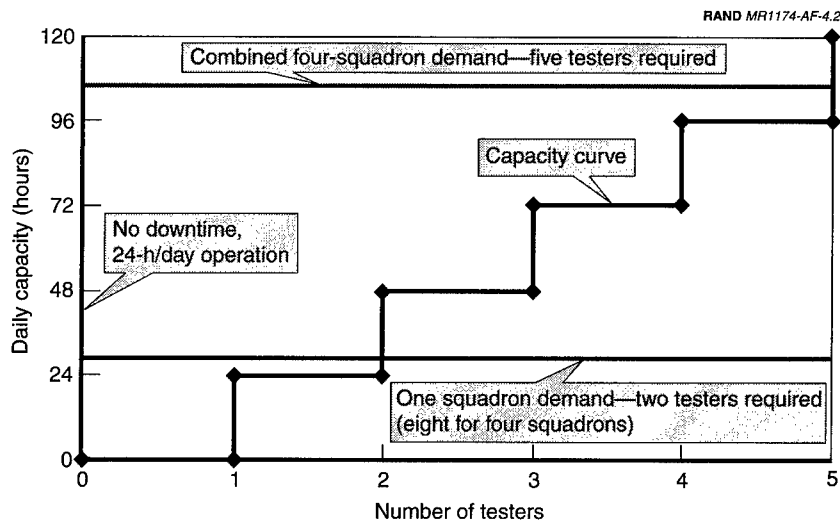 RAND MR1174-AF-4.2
120
Combined four-squadron demand—five testers required
96
Capacity curve
72
No downtime,
24-h/day operation
48
24
One squadron demand—two testers required
(eight for four squadrons)
0
Daily capacity (hours)
0 1 2 3 4 5
Number of testers